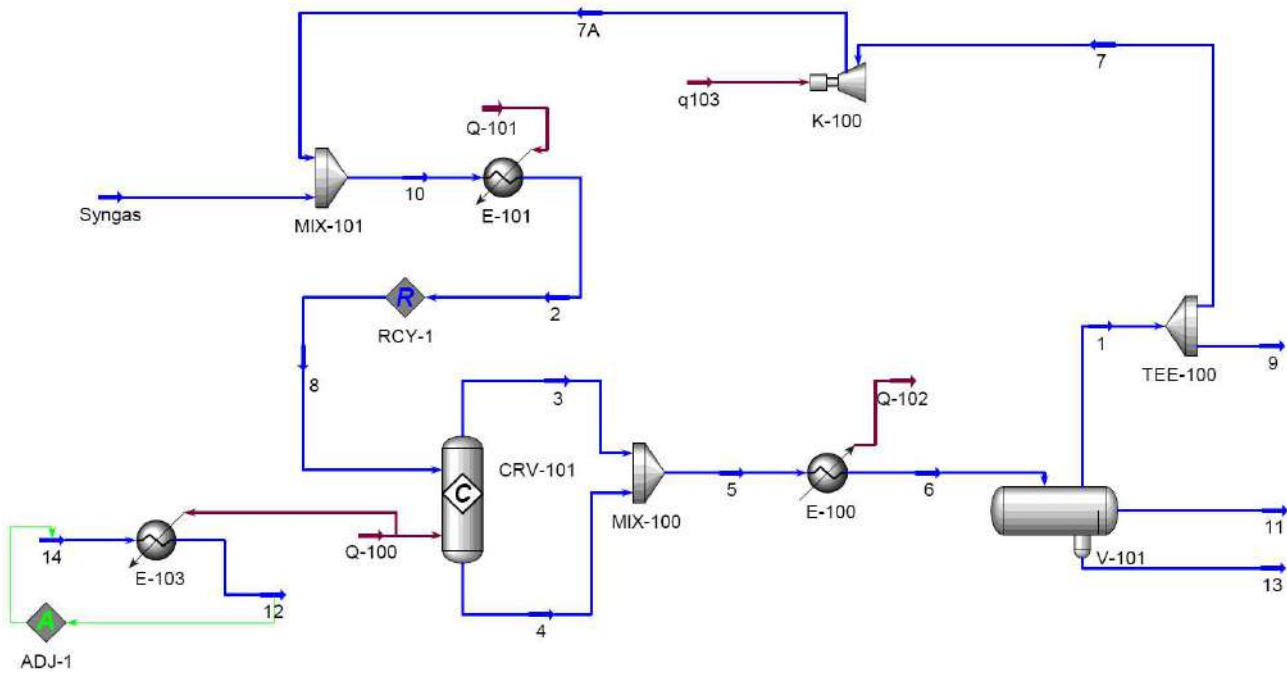 7A
7
q103
K-100
Q-101
10
Syngas
MIX-101
E-101
R
2
RCY-1
1
9
TEE-100
8
3
Q-102
C
CRV-101
5
6
MIX-100
E-100
11
14
Q-100
E-103
V-101
13
12
A
4
ADJ-1